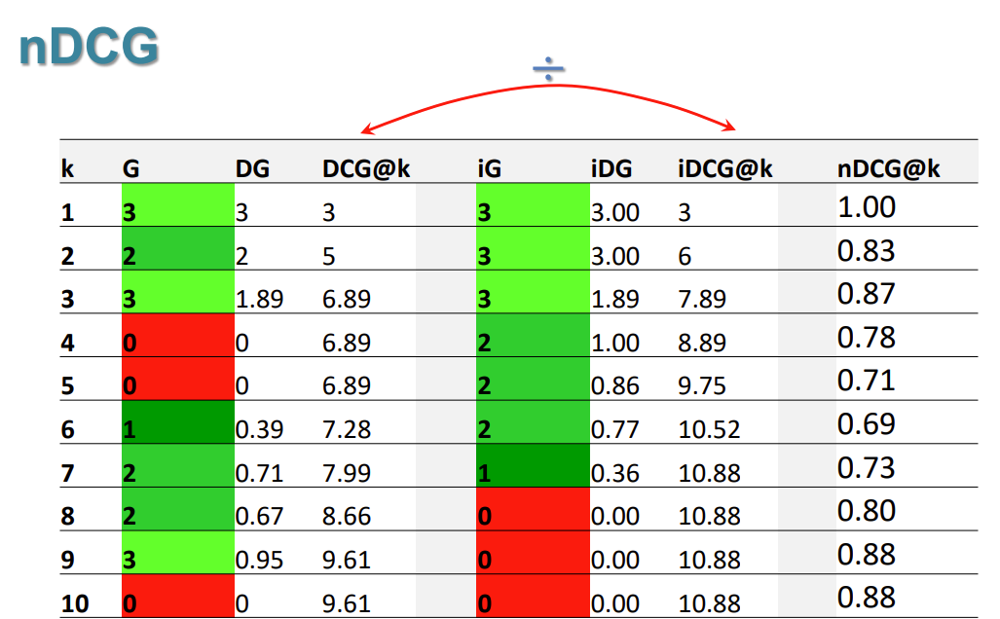 nDCG
÷
k G DG DCG@k iG iDG iDCG@k nDCG@k
1 3 3 3 3 3.00 3 1.00
2 2 2 5 3 3.00 6 0.83
3 3 1.89 6.89 3 1.89 7.89 0.87
4 0 0 6.89 2 1.00 8.89 0.78
5 0 0 6.89 2 0.86 9.75 0.71
6 1 0.39 7.28 2 0.77 10.52 0.69
7 2 0.71 7.99 1 0.36 10.88 0.73
8 2 0.67 8.66 0 0.00 10.88 0.80
9 3 0.95 9.61 0 0.00 10.88 0.88
10 0 0 9.61 0 0.00 10.88 0.88